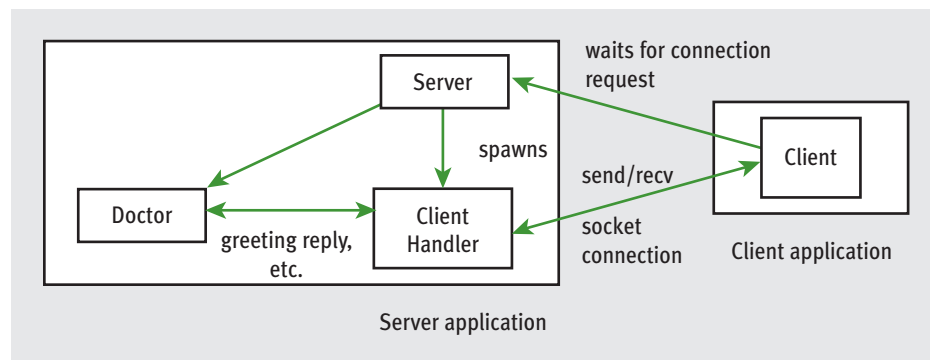 waits for connection
request
Server
Client
spawns
send/recv
Doctor
Client
Handler
greeting reply,
etc.
socket
connection
Client application
Server application